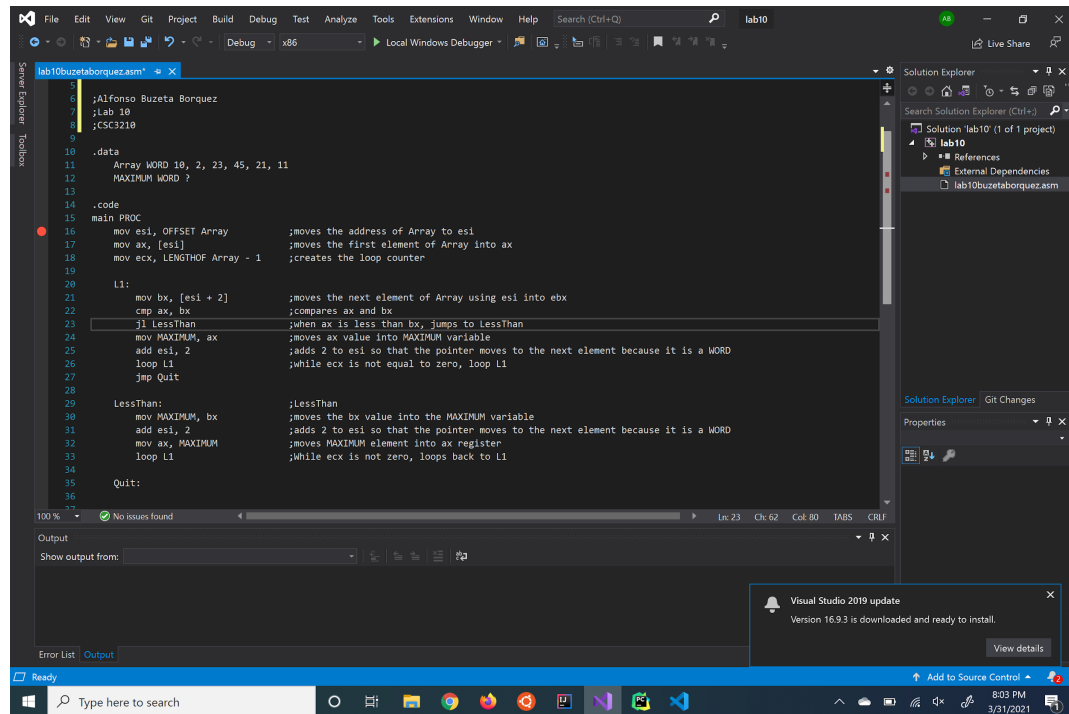 File Edit View Git Project Build Debug Test Analyze Tools Extensions Window Help Search (Ctrl+Q) lab10 AB
Debug x86 Local Windows Debugger Live Share
Server Explorer
Toolbox
lab10buzetaborquez.asm*
5
6 ;Alfonso Buzeta Borquez
7 ;Lab 10
8 ;CSC3210
9
10 .data
11 Array WORD 10, 2, 23, 45, 21, 11
12 MAXIMUM WORD ?
13
14 .code
15 main PROC
16 mov esi, OFFSET Array ;moves the address of Array to esi
17 mov ax, [esi] ;moves the first element of Array into ax
18 mov ecx, LENGTHOF Array - 1 ;creates the loop counter
19
20 L1:
21 mov bx, [esi + 2] ;moves the next element of Array using esi into ebx
22 cmp ax, bx ;compares ax and bx
23 jl LessThan ;when ax is less than bx, jumps to LessThan
24 mov MAXIMUM, ax ;moves ax value into MAXIMUM variable
25 add esi, 2 ;adds 2 to esi so that the pointer moves to the next element because it is a WORD
26 loop L1 ;while ecx is not equal to zero, loop L1
27 jmp Quit
28
29 LessThan: ;LessThan
30 mov MAXIMUM, bx ;moves the bx value into the MAXIMUM variable
31 add esi, 2 ;adds 2 to esi so that the pointer moves to the next element because it is a WORD
32 mov ax, MAXIMUM ;moves MAXIMUM element into ax register
33 loop L1 ;While ecx is not zero, loops back to L1
34
35 Quit:
36
37
100 % No issues found Ln: 23 Ch: 62 Col: 80 TABS CRLF
Solution Explorer
Search Solution Explorer (Ctrl+;)
Solution 'lab10' (1 of 1 project)
lab10
References
External Dependencies
lab10buzetaborquez.asm
Solution Explorer Git Changes
Properties
Output
Show output from:
Error List Output
Visual Studio 2019 update
Version 16.9.3 is downloaded and ready to install.
View details
Ready Add to Source Control 2
Type here to search
8:03 PM
3/31/2021